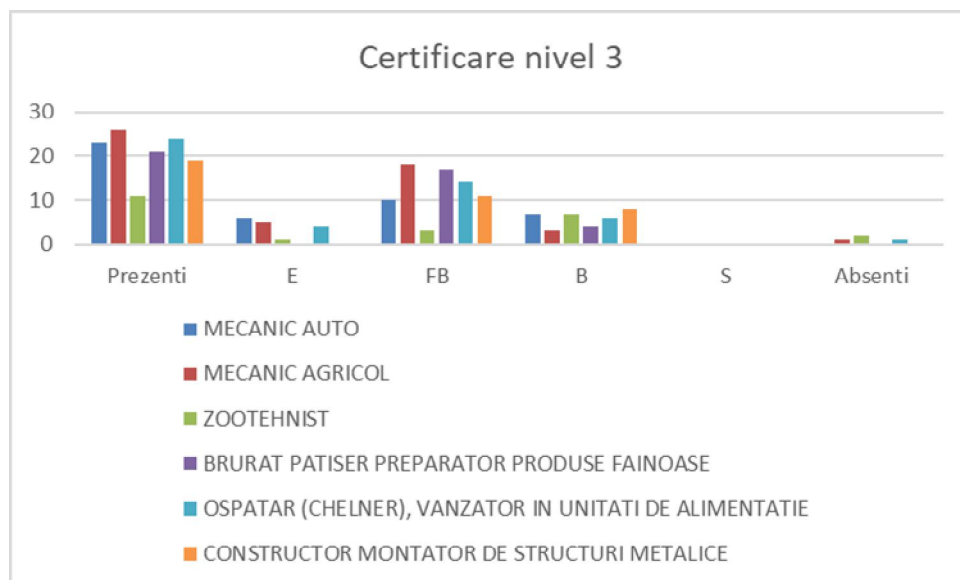 Certificare nivel 3
30
20
10
0
Prezenti E FB B S Absenti
MECANIC AUTO
MECANIC AGRICOL
ZOOTEHNIST
BRURAT PATISER PREPARATOR PRODUSE FAINOASE
OSPATAR (CHELNER), VANZATOR IN UNITATI DE ALIMENTATIE
CONSTRUCTOR MONTATOR DE STRUCTURI METALICE